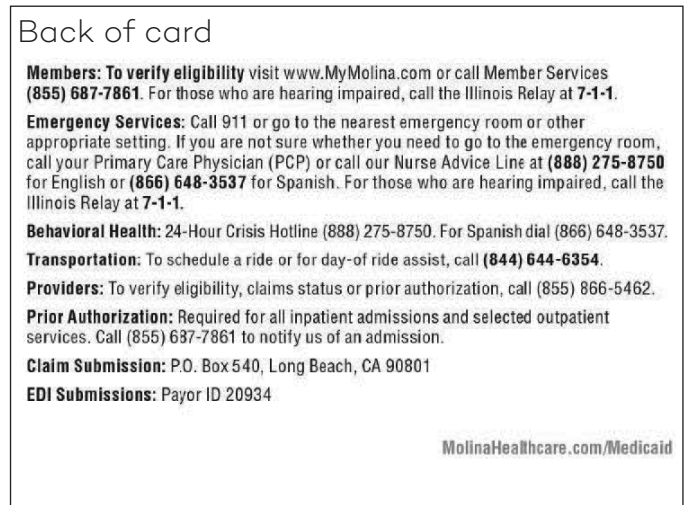 Back of card
Members: To verify eligibility visit www.MyMolina.com or call Member Services
(855) 687-7861. For those who are hearing impaired, call the Illinois Relay at 7-1-1.
Emergency Services: Call 911 or go to the nearest emergency room or other
appropriate setting. If you are not sure whether you need to go to the emergency room,
call your Primary Care Physician (PCP) or call our Nurse Advice Line at (888) 275-8750
for English or (866) 648-3537 for Spanish. For those who are hearing impaired, call the
Illinois Relay at 7-1-1.
Behavioral Health: 24-Hour Crisis Hotline (888) 275-8750. For Spanish dial (866) 648-3537.
Transportation: To schedule a ride or for day-of ride assist, call (844) 644-6354.
Providers: To verify eligibility, claims status or prior authorization, call (855) 866-5462.
Prior Authorization: Required for all inpatient admissions and selected outpatient
services. Call (855) 687-7861 to notify us of an admission.
Claim Submission: P.O. Box 540, Long Beach, CA 90801
EDI Submissions: Payor ID 20934
MolinaHealthcare.com/Medicaid